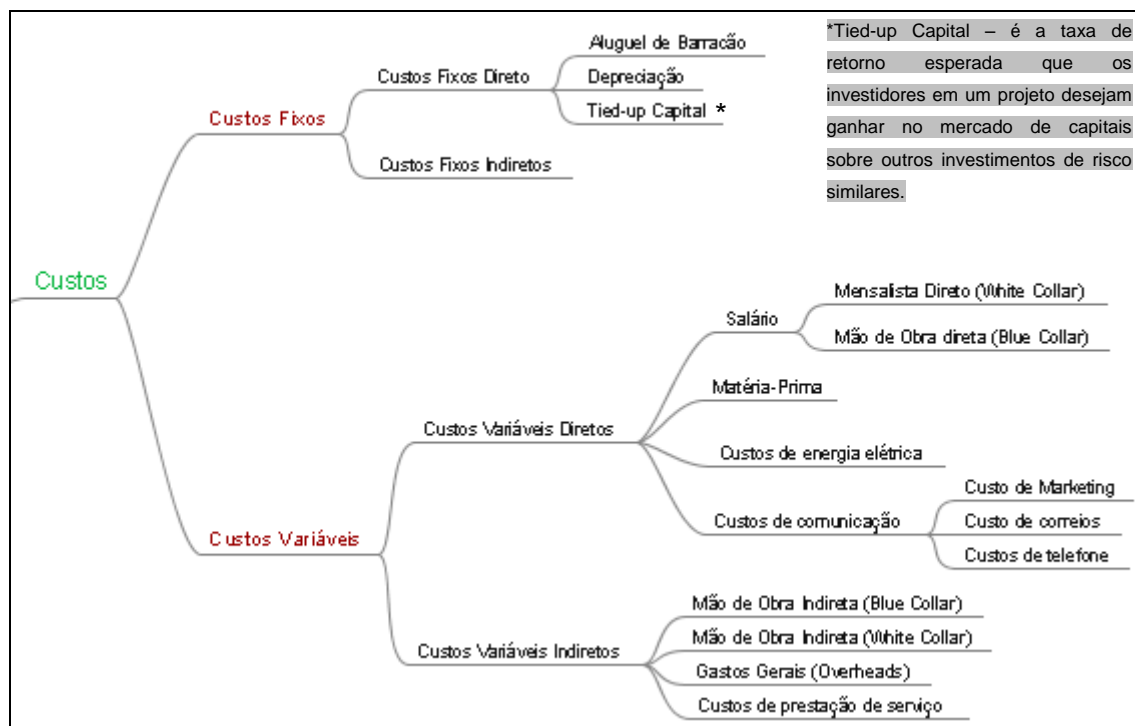 *Tied-up Capital – é a taxa de
retorno esperada que os
investidores em um projeto desejam
ganhar no mercado de capitais
sobre outros investimentos de risco
similares.
Custos
Custos Fixos
Custos Fixos Direto
Aluguel de Barracão
Depreciação
Tied-up Capital *
Custos Fixos Indiretos
Custos Variáveis
Custos Variáveis Diretos
Salário
Mensalista Direto (White Collar)
Mão de Obra direta (Blue Collar)
Matéria-Prima
Custos de energia elétrica
Custos de comunicação
Custo de Marketing
Custo de correios
Custos de telefone
Custos Variáveis Indiretos
Mão de Obra Indireta (Blue Collar)
Mão de Obra Indireta (White Collar)
Gastos Gerais (Overheads)
Custos de prestação de serviço